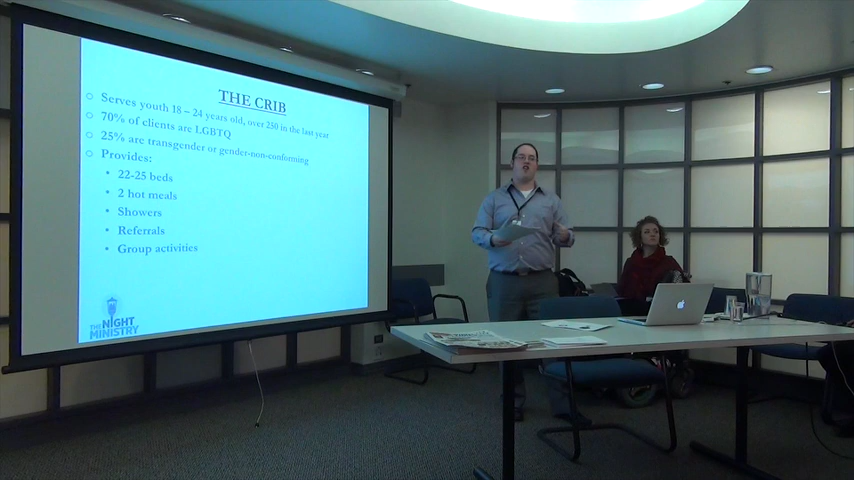 THE CRIB
Serves youth 18 – 24 years old, over 250 in the last year
70% of clients are LGBTQ
25% are transgender or gender-non-conforming
Provides:
22-25 beds
2 hot meals
Showers
Referrals
Group activities
THE NIGHT
MINISTRY